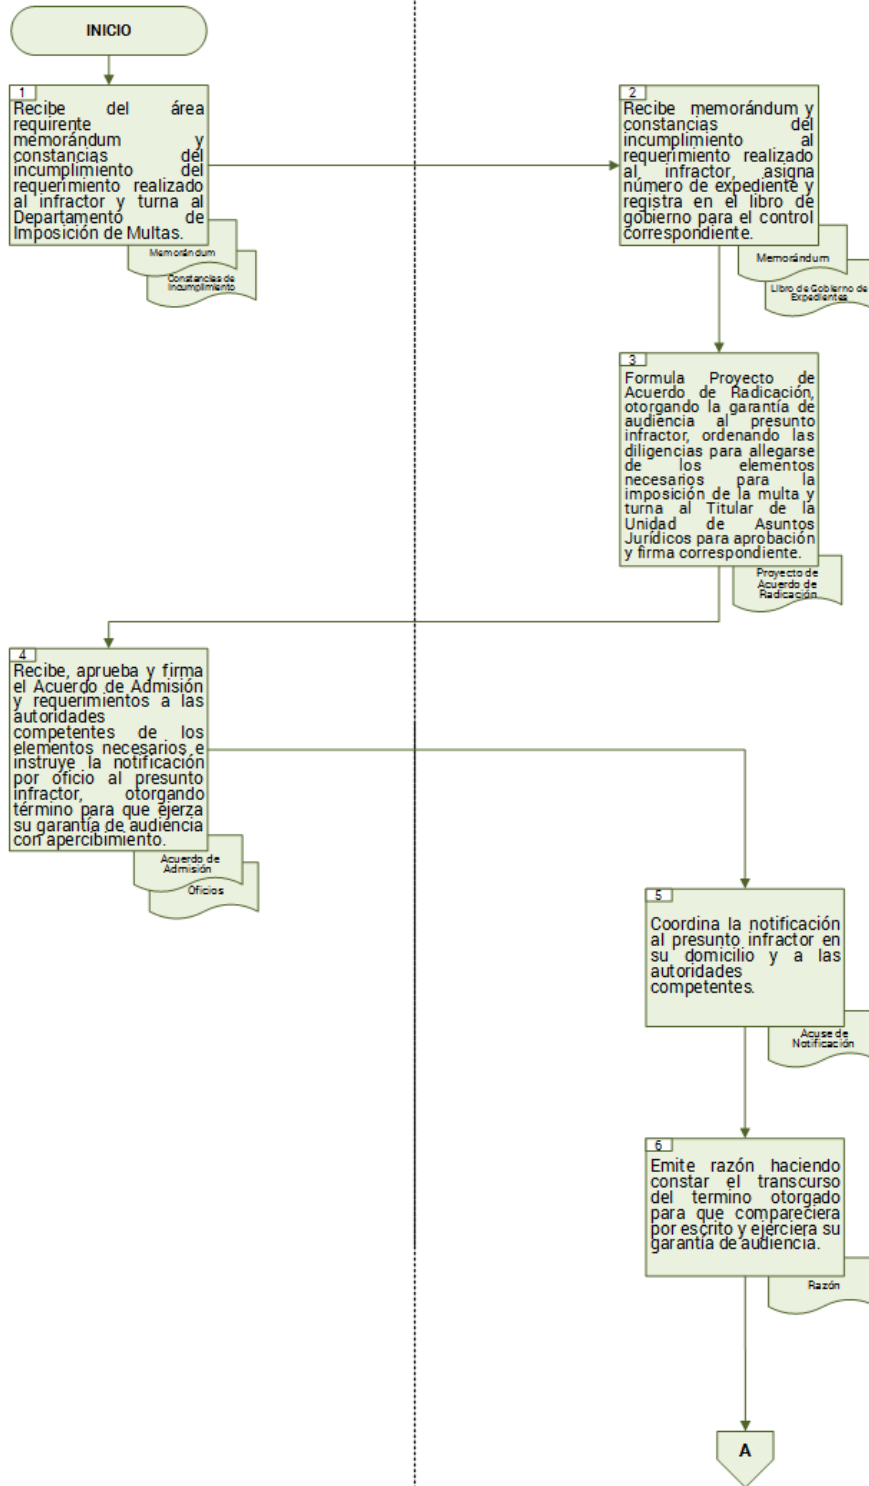 INICIO
1
Recibe del área
requirente
memorándum y
constancias del
incumplimiento del
requerimiento realizado
al infractor y turna al
Departamento de
Imposición de Multas.
Memorándum
Constancias de
Incumplimiento
2
Recibe memorándum y
constancias del
incumplimiento al
requerimiento realizado
al infractor, asigna
número de expediente y
registra en el libro de
gobierno para el control
correspondiente.
Memorándum
Libro de Gobierno de
Expedientes
3
Formula Proyecto de
Acuerdo de Radicación,
otorgando la garantía de
audiencia al presunto
infractor, ordenando las
diligencias para allegarse
de los elementos
necesarios para la
imposición de la multa y
turna al Titular de la
Unidad de Asuntos
Jurídicos para aprobación
y firma correspondiente.
Proyecto de
Acuerdo de
Radicación
4
Recibe, aprueba y firma
el Acuerdo de Admisión
y requerimientos a las
autoridades
competentes de los
elementos necesarios e
instruye la notificación
por oficio al presunto
infractor, otorgando
término para que ejerza
su garantía de audiencia
con apercibimiento.
Acuerdo de
Admisión
Oficios
5
Coordina la notificación
al presunto infractor en
su domicilio y a las
autoridades
competentes.
Acuse de
Notificación
6
Emite razón haciendo
constar el transcurso
del termino otorgado
para que compareciera
por escrito y ejerciera su
garantía de audiencia.
Razón
A